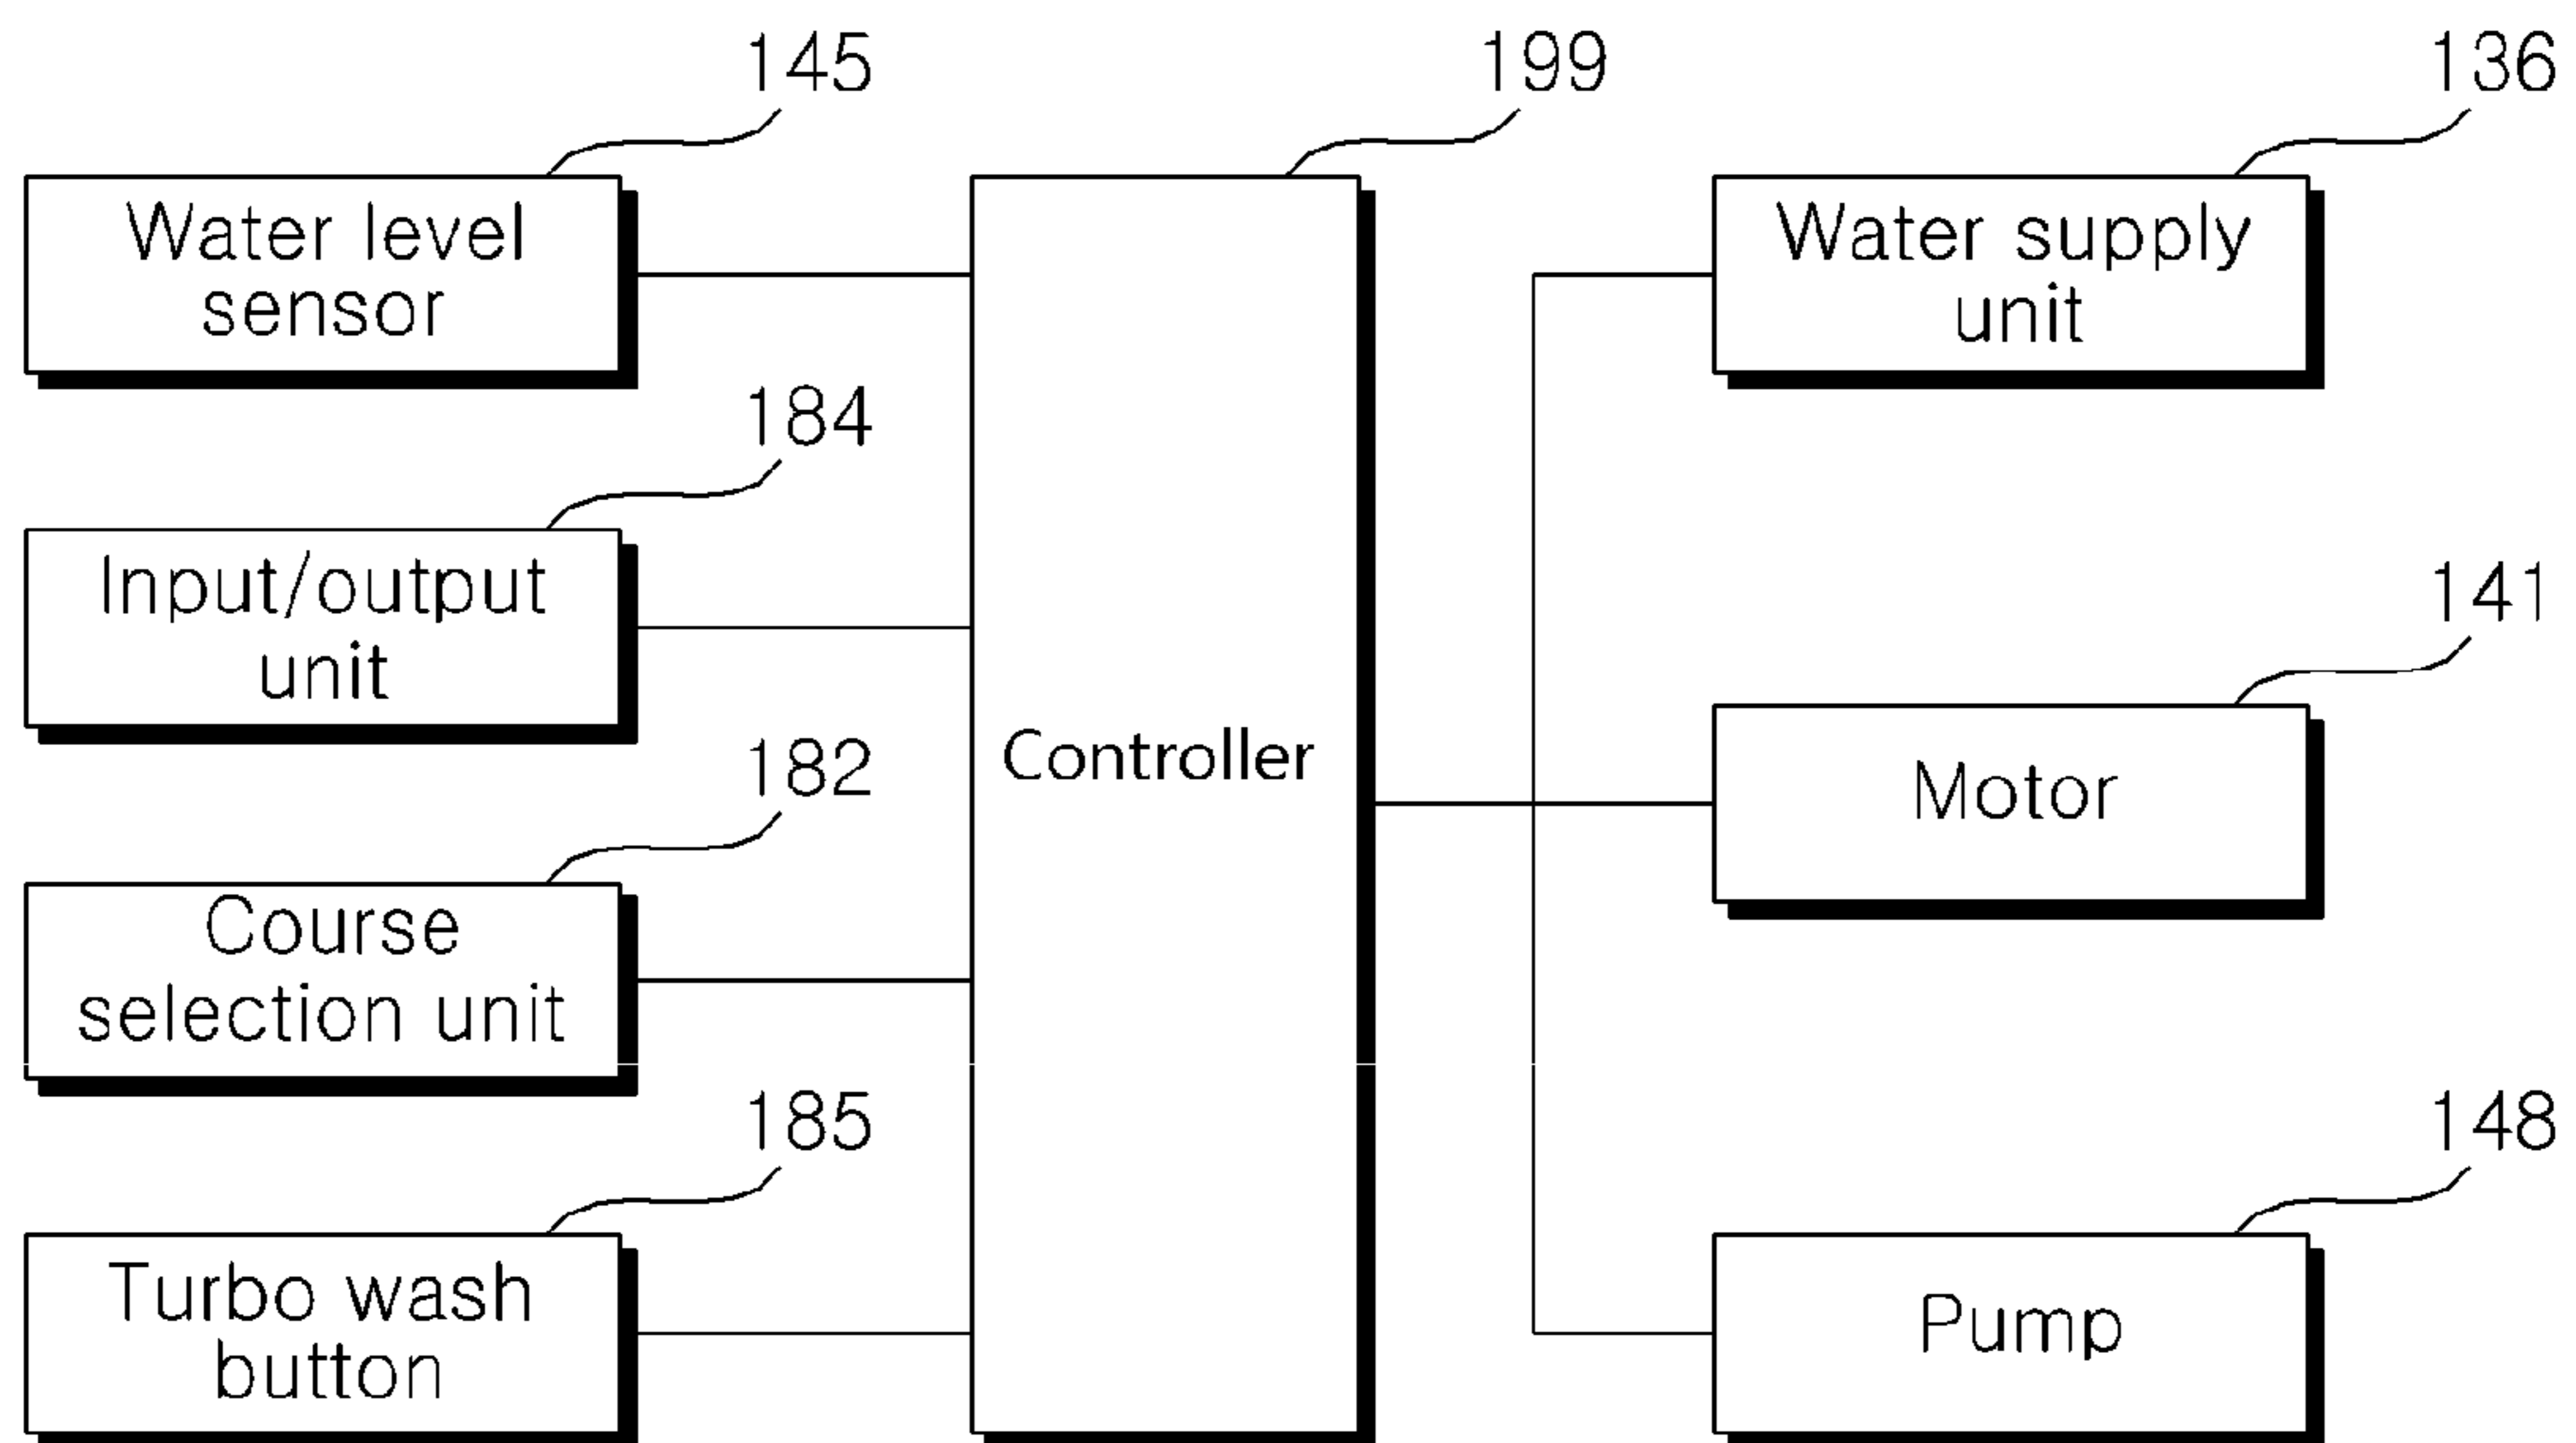 145
Water level
sensor
184
Input/output
unit
182
Course
selection unit
185
Turbo wash
button
199
Controller
136
Water supply
unit
141
Motor
148
Pump